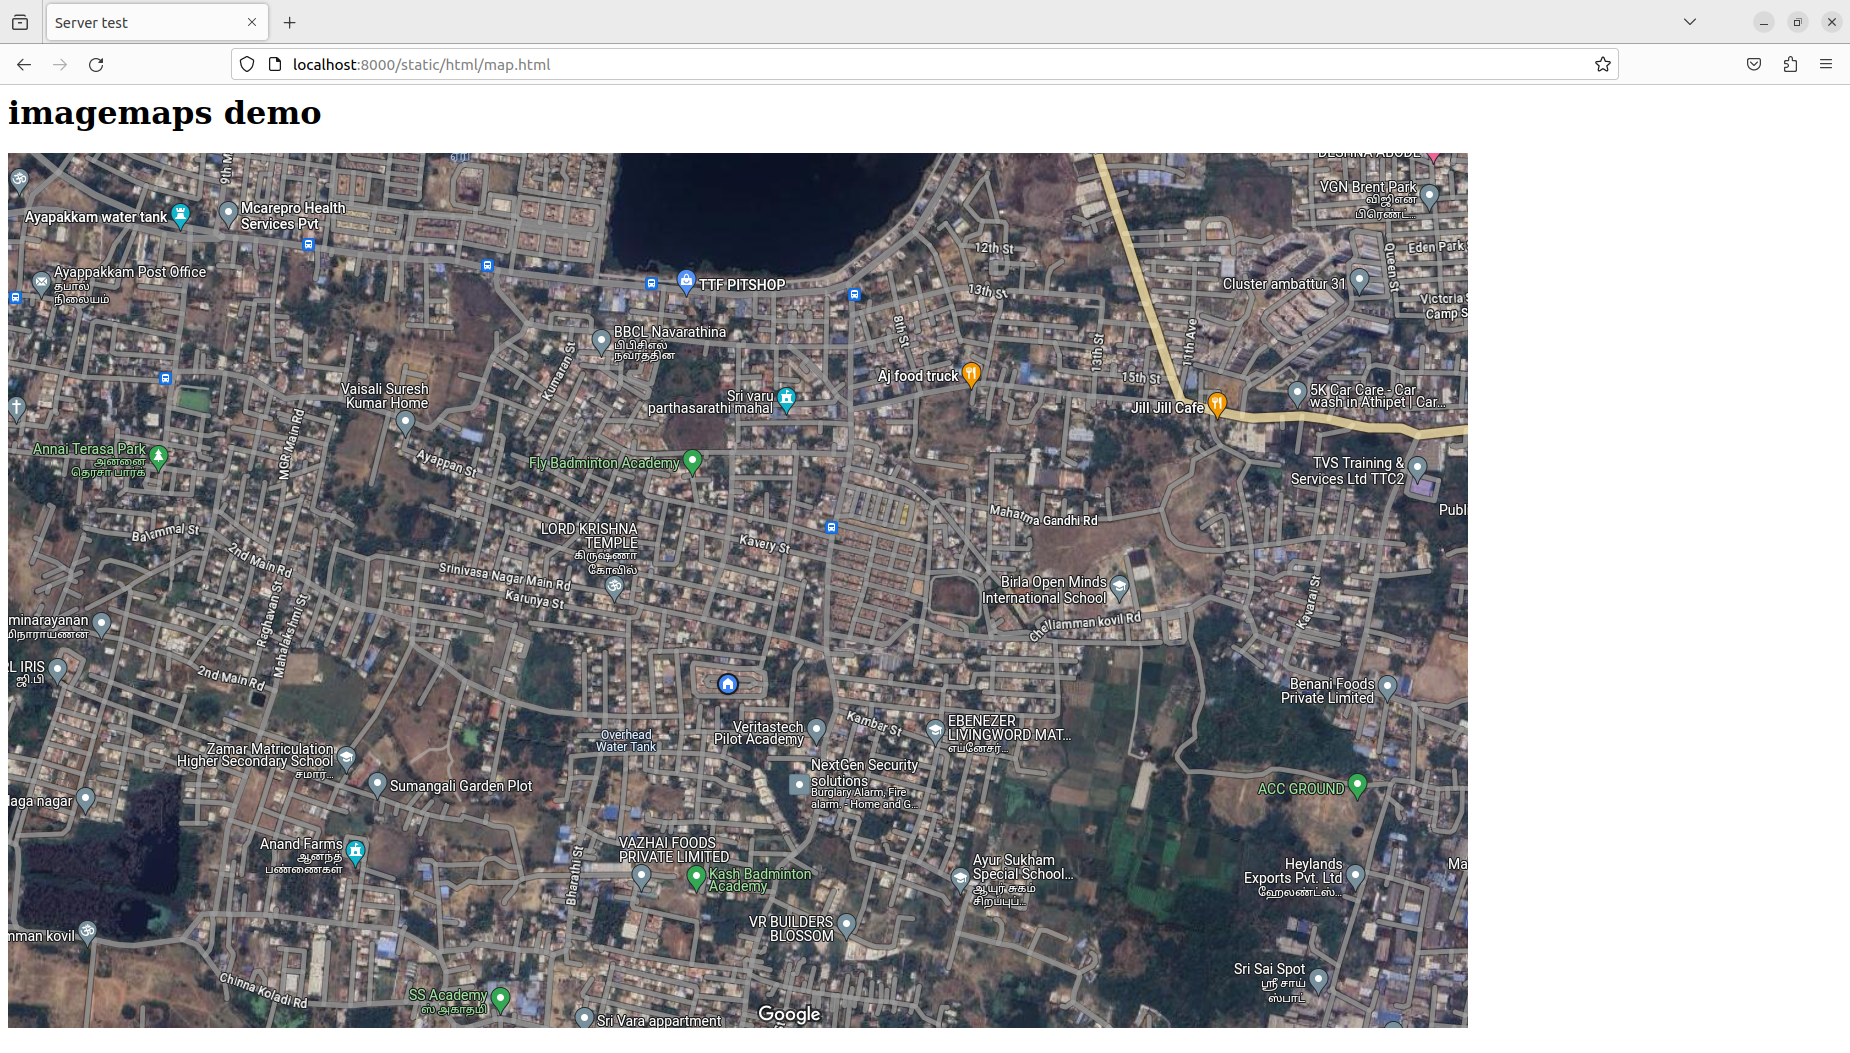 Server test
localhost:8000/static/html/map.html
imagemaps demo
VGN Brent Park
விஜிஎன்
பிரெண்ட்...
Ayapakkam water tank
Mcarepro Health
Services Pvt
12th St
Eden Park
Queen St
Ayappakkam Post Office
தபால்
நிலையம்
TTF PITSHOP
13th St
Cluster ambattur 31
Victoria S
Camp S
BBCL Navarathina
பிபிசிஎல்
நவரத்தின
8th St
13th St
11th Ave
Kumaran St
Aj food truck
15th St
Vaisali Suresh
Kumar Home
Sri varu
parthasarathi mahal
Jill Jill Cafe
5K Car Care - Car
wash in Athipet | Car...
MGR Main Rd
Annai Terasa Park
அன்னை
தெரசா பார்க்
Ayappan St
Fly Badminton Academy
TVS Training &
Services Ltd TTC2
Publ
Mahatma Gandhi Rd
Balammal St
LORD KRISHNA
TEMPLE
கிருஷ்ணா
கோவில்
Kavery St
2nd Main Rd
Srinivasa Nagar Main Rd
Karunya St
Birla Open Minds
International School
Kavarai St
Raghavan St
Mahalakshmi St
Chelliamman kovil Rd
minarayanan
மிநாராயணன்
RL IRIS
ஜி.பி
2nd Main Rd
Benani Foods
Private Limited
Veritastech
Pilot Academy
Kambar St
EBENEZER
LIVINGWORD MAT...
எப்னேசர்...
Overhead
Water Tank
Zamar Matriculation
Higher Secondary School
சமார்...
Sumangali Garden Plot
NextGen Security
solutions
Burglary Alarm, Fire
alarm. - Home and G...
ACC GROUND
laga nagar
Anand Farms
ஆனந்த்
பண்ணைகள்
VAZHAI FOODS
PRIVATE LIMITED
Bharathi St
Kash Badminton
Academy
Ayur Sukham
Special School...
ஆயுர் சுகம்
சிறப்புப்...
Heylands
Exports Pvt. Ltd
ஹேலண்ட்ஸ்...
Ma
VR BUILDERS
BLOSSOM
mman kovil
Chinna Koladi Rd
SS Academy
ஸ் அகாதமி
Sri Sai Spot
ஸ்ரீ சாய்
ஸ்பாட்
Sri Vara appartment
Google